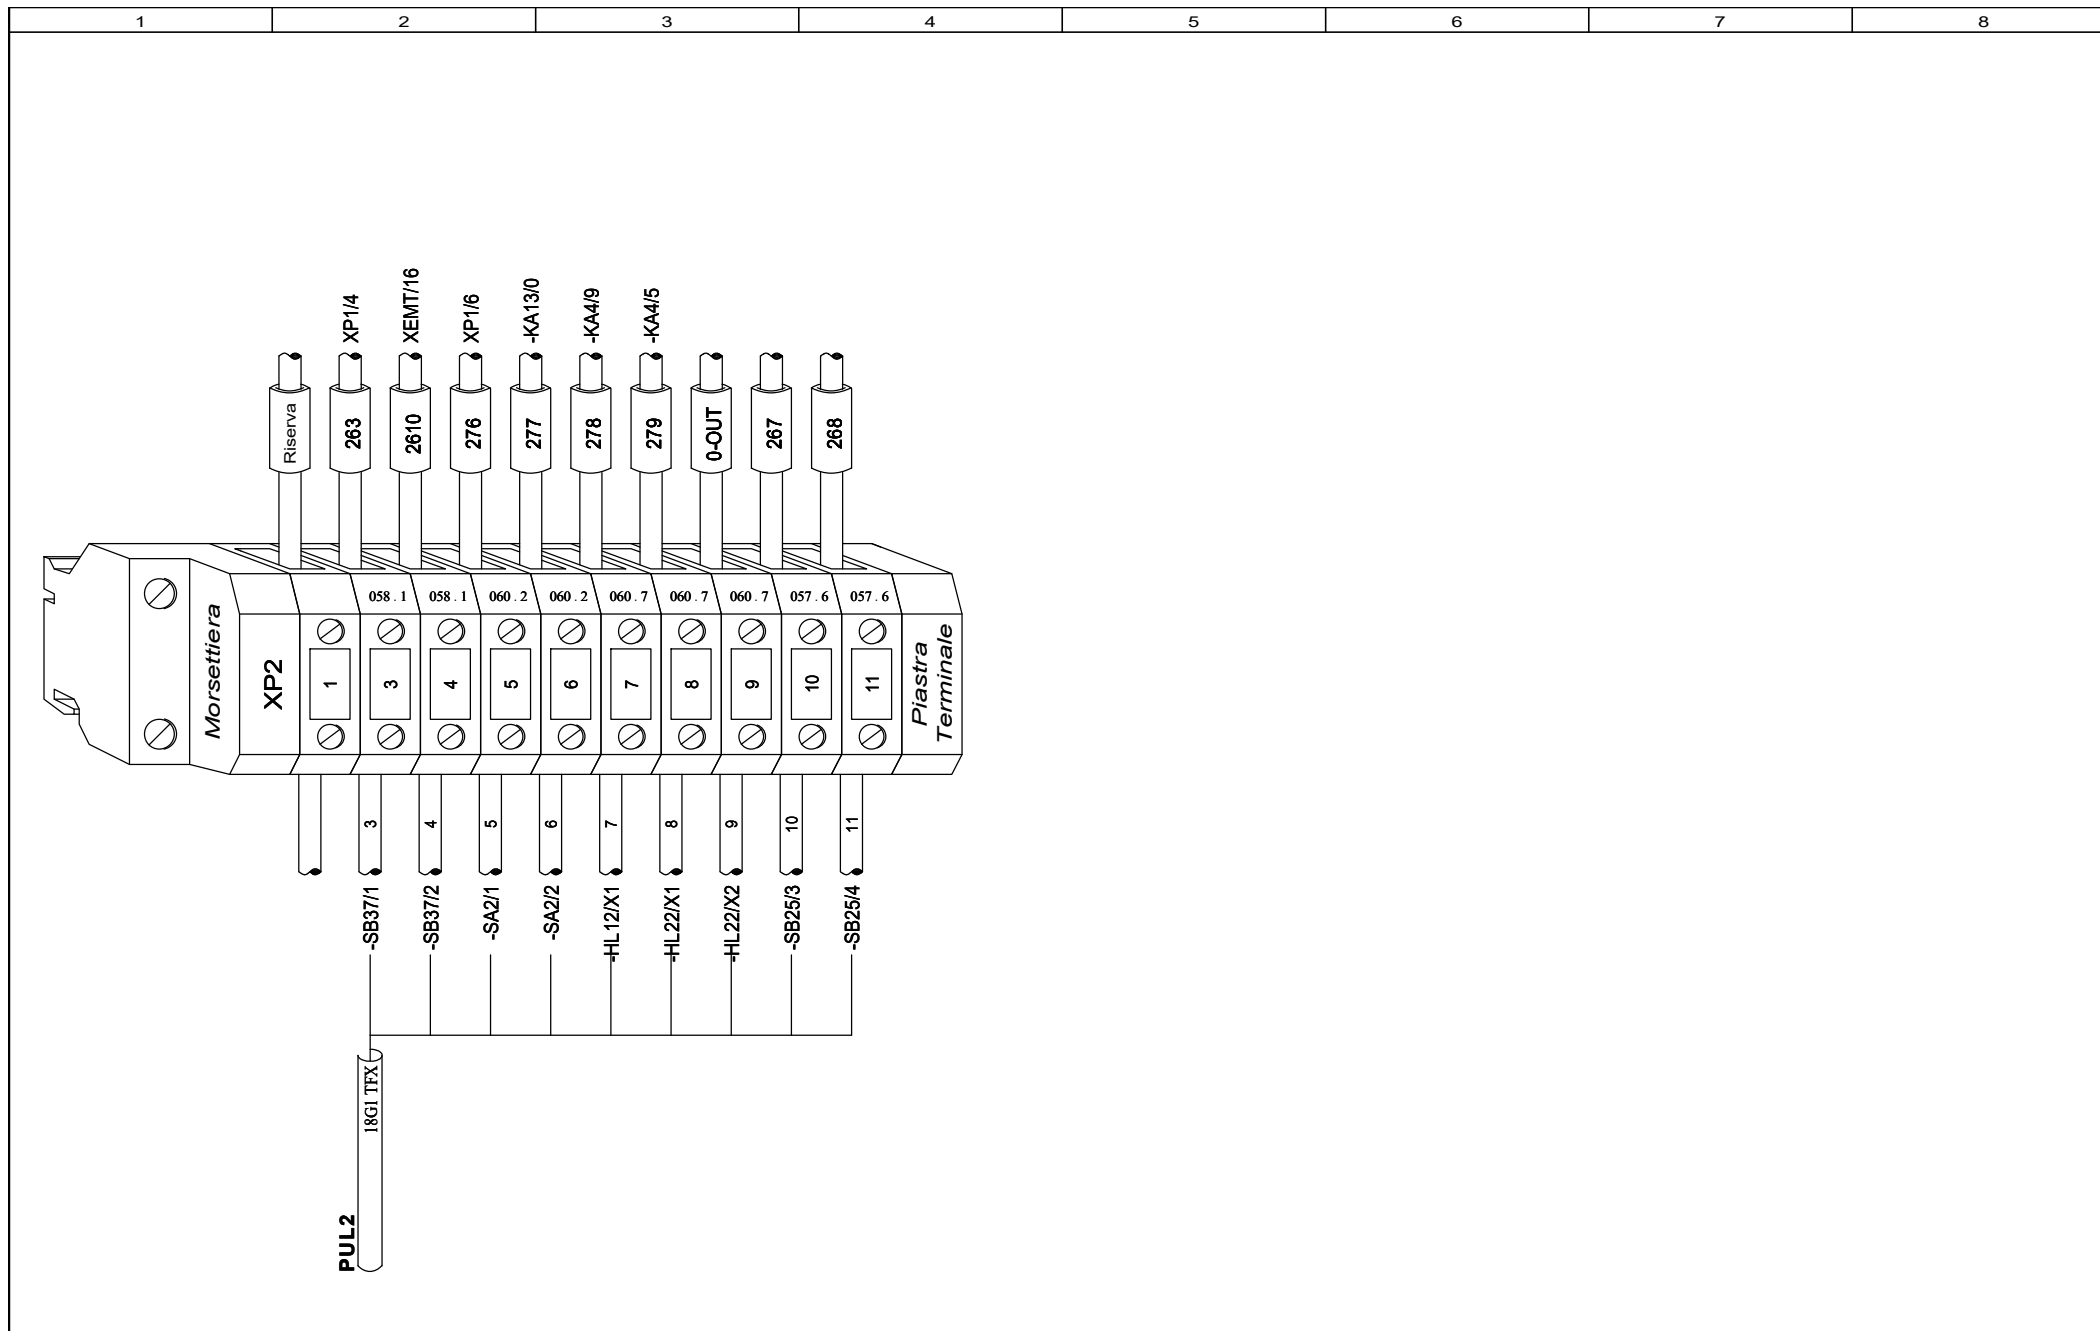 1 2 3 4 5 6 7 8
XP1/4 XEMT/16 XP1/6 -KA13/0 -KA4/9 -KA4/5
Riserva 263 2610 276 277 278 279 0-OUT 267 268
058 . 1 058 . 1 060 . 2 060 . 2 060 . 7 060 . 7 060 . 7 057 . 6 057 . 6
Morsettiera
XP2
1 3 4 5 6 7 8 9 10 11
Piastra
Terminale
3 4 5 6 7 8 9 10 11
-SB37/1 -SB37/2 -SA2/1 -SA2/2 -HL12/X1 -HL22/X1 -HL22/X2 -SB25/3 -SB25/4
18G1 TFX
PUL2